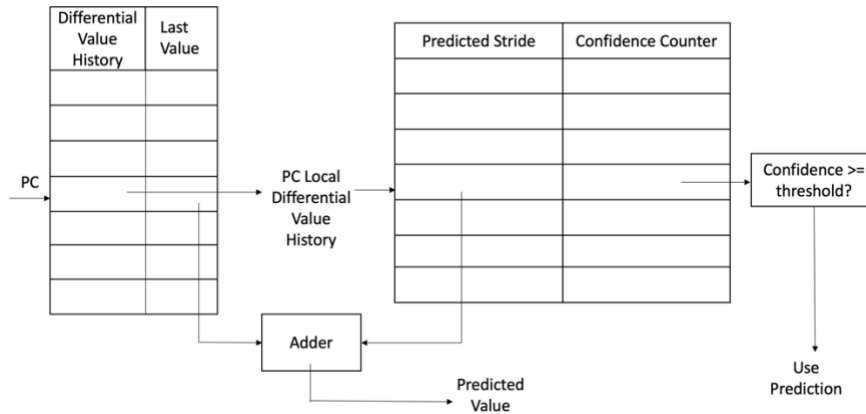 Differential
Value
History
Last
Value
Predicted Stride
Confidence Counter
PC
PC Local
Differential
Value
History
Confidence >=
threshold?
Adder
Predicted
Value
Use
Prediction